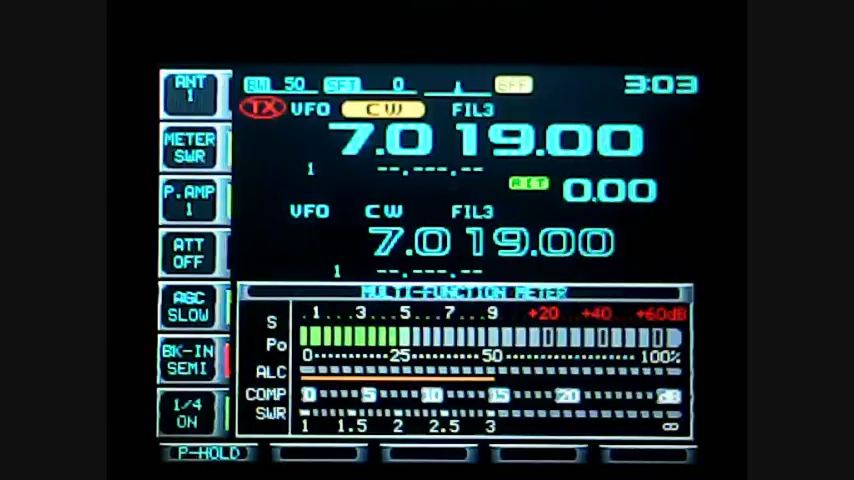 ANT 1
BW 50 SFT 0 BPF 3:03
TX VFO CW FIL3
7.019.00
METER SWR
1 --.---.--
P.AMP 1
RIT 0.00
VFO CW FIL3
7.019.00
ATT OFF
1 --.---.--
MULTI-FUNCTION METER
AGC SLOW
S 1 3 5 7 9 +20 +40 +60dB
Po 0 25 50 100%
BK-IN SEMI
ALC
COMP 0 5 10 15 20 dB
SWR 1 1.5 2 2.5 3 ∞
1/4 ON
P-HOLD